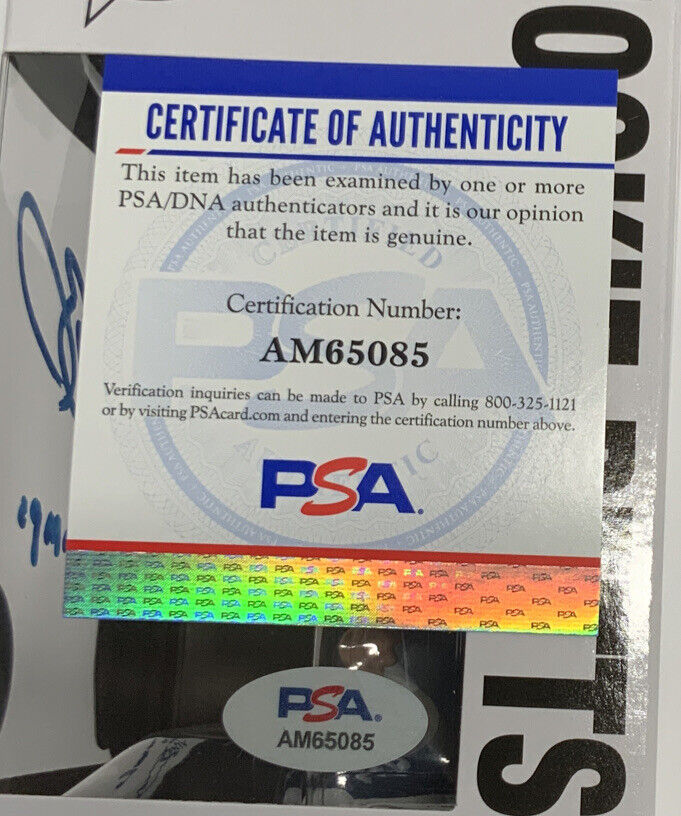 CERTIFICATE OF AUTHENTICITY
This item has been examined by one or more
PSA/DNA authenticators and it is our opinion
that the item is genuine.
Certification Number:
AM65085
Verification inquiries can be made to PSA by calling 800-325-1121
or by visiting PSAcard.com and entering the certification number above.
PSA.
PSA.
AM65085